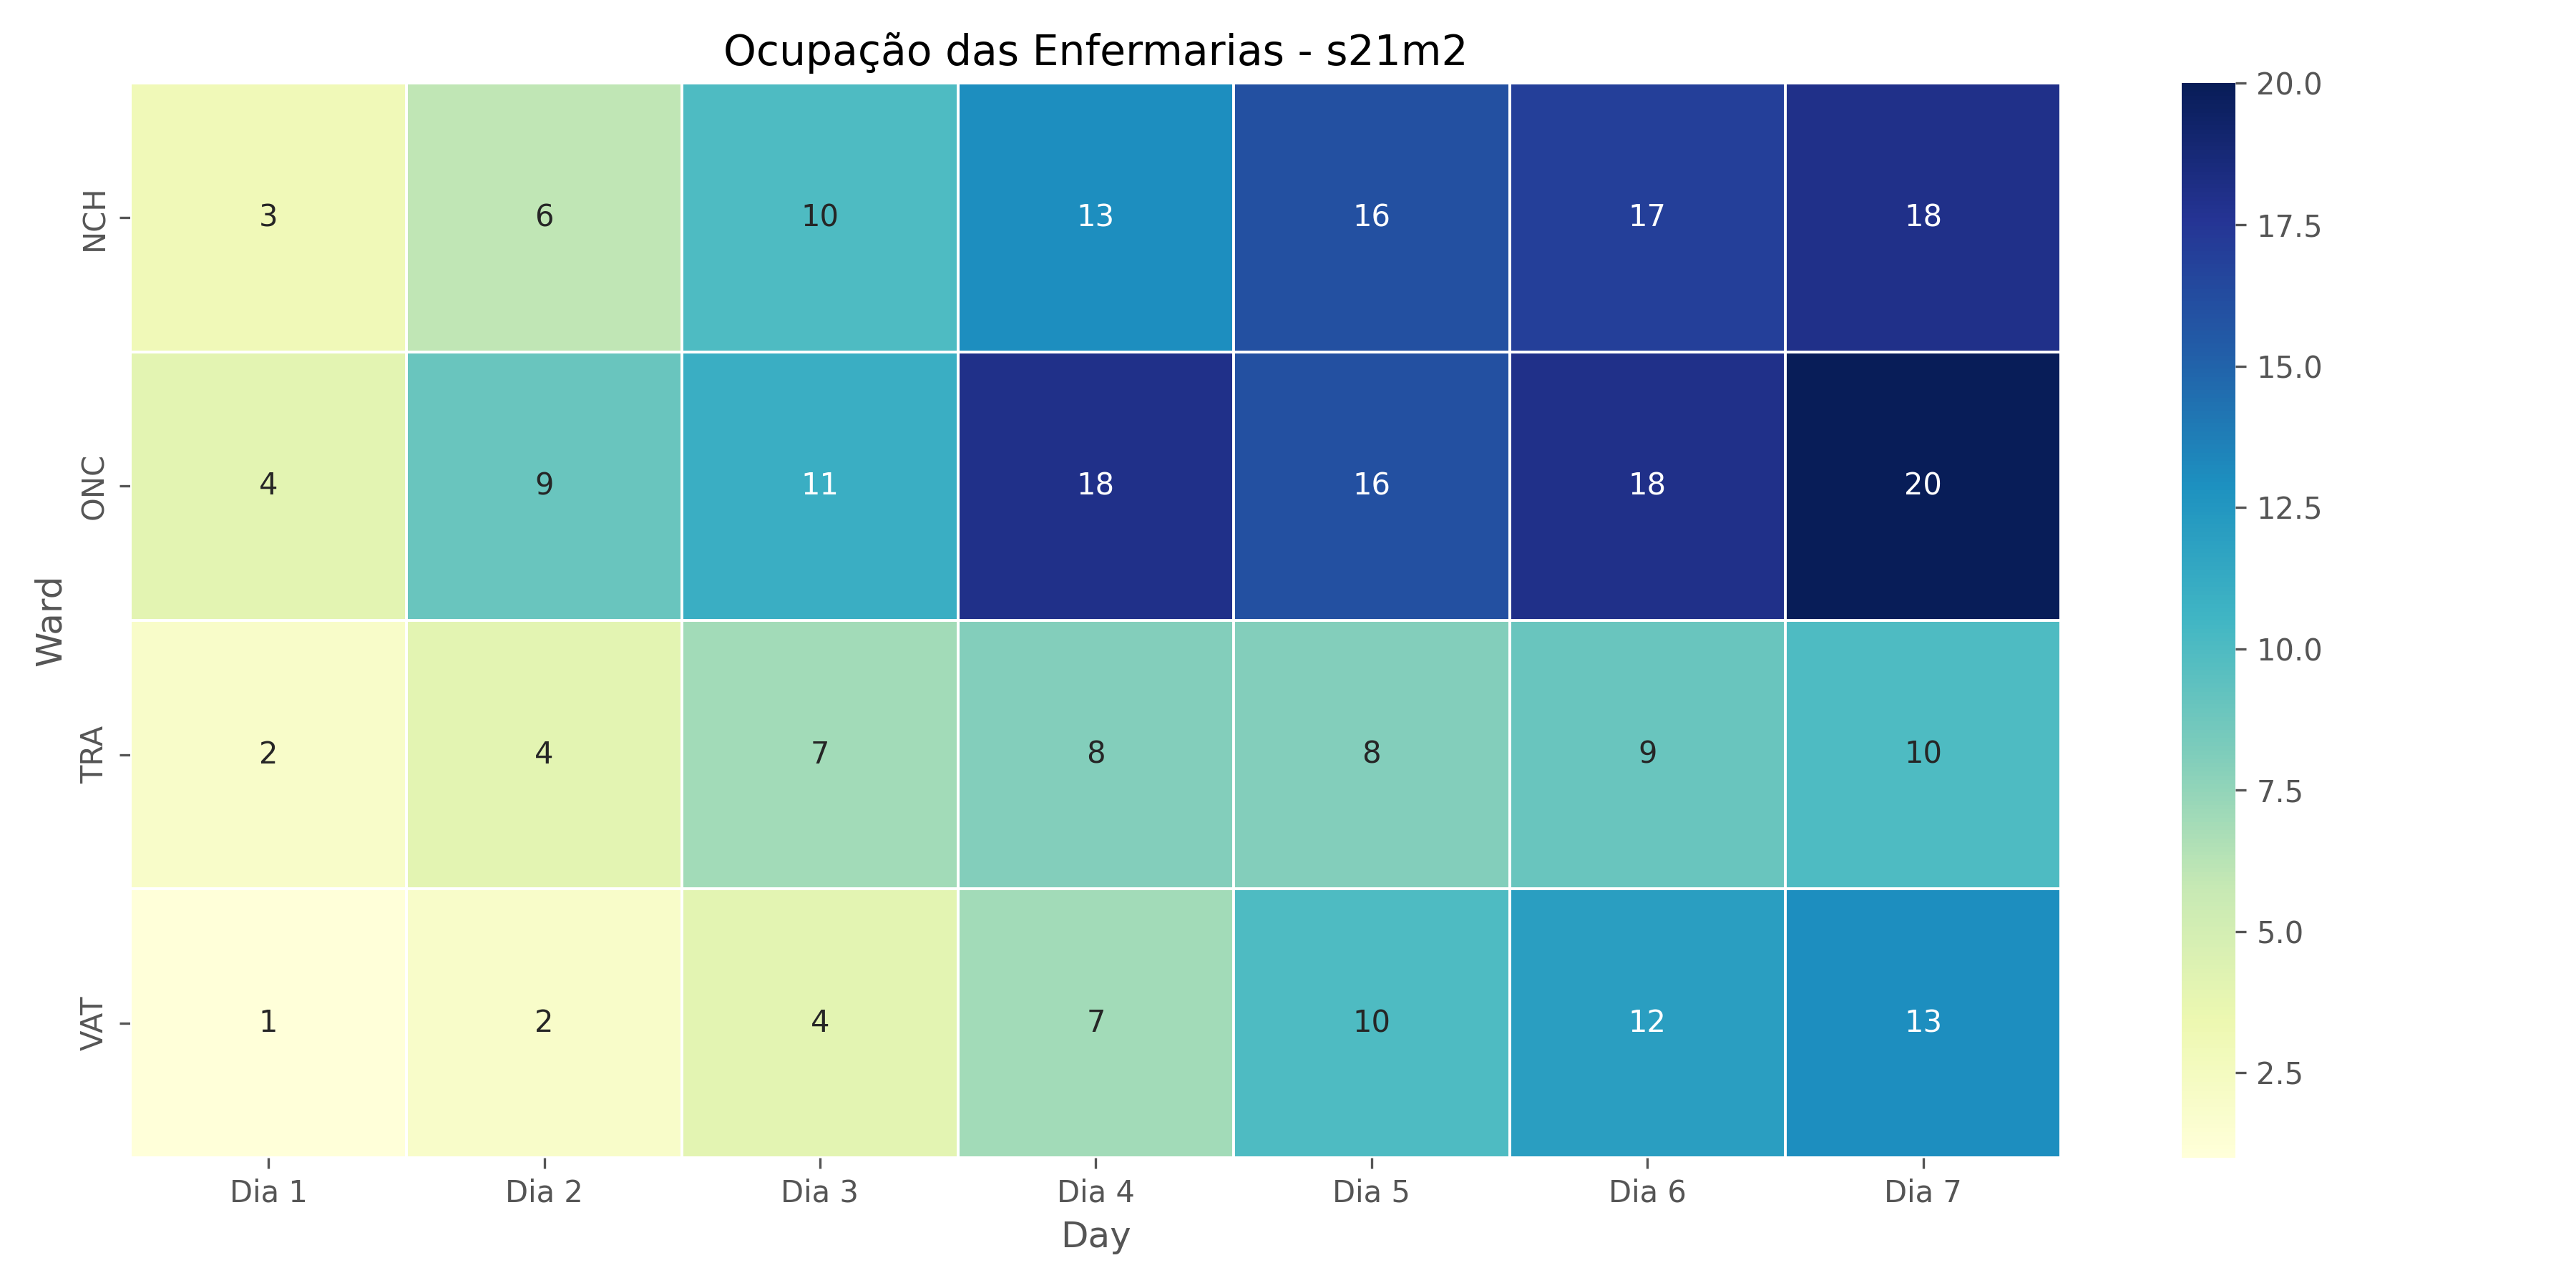 Ocupação das Enfermarias - s21m2
Ward
NCH 3 6 10 13 16 17 18
ONC 4 9 11 18 16 18 20
TRA 2 4 7 8 8 9 10
VAT 1 2 4 7 10 12 13
Dia 1 Dia 2 Dia 3 Dia 4 Dia 5 Dia 6 Dia 7
Day
20.0
17.5
15.0
12.5
10.0
7.5
5.0
2.5